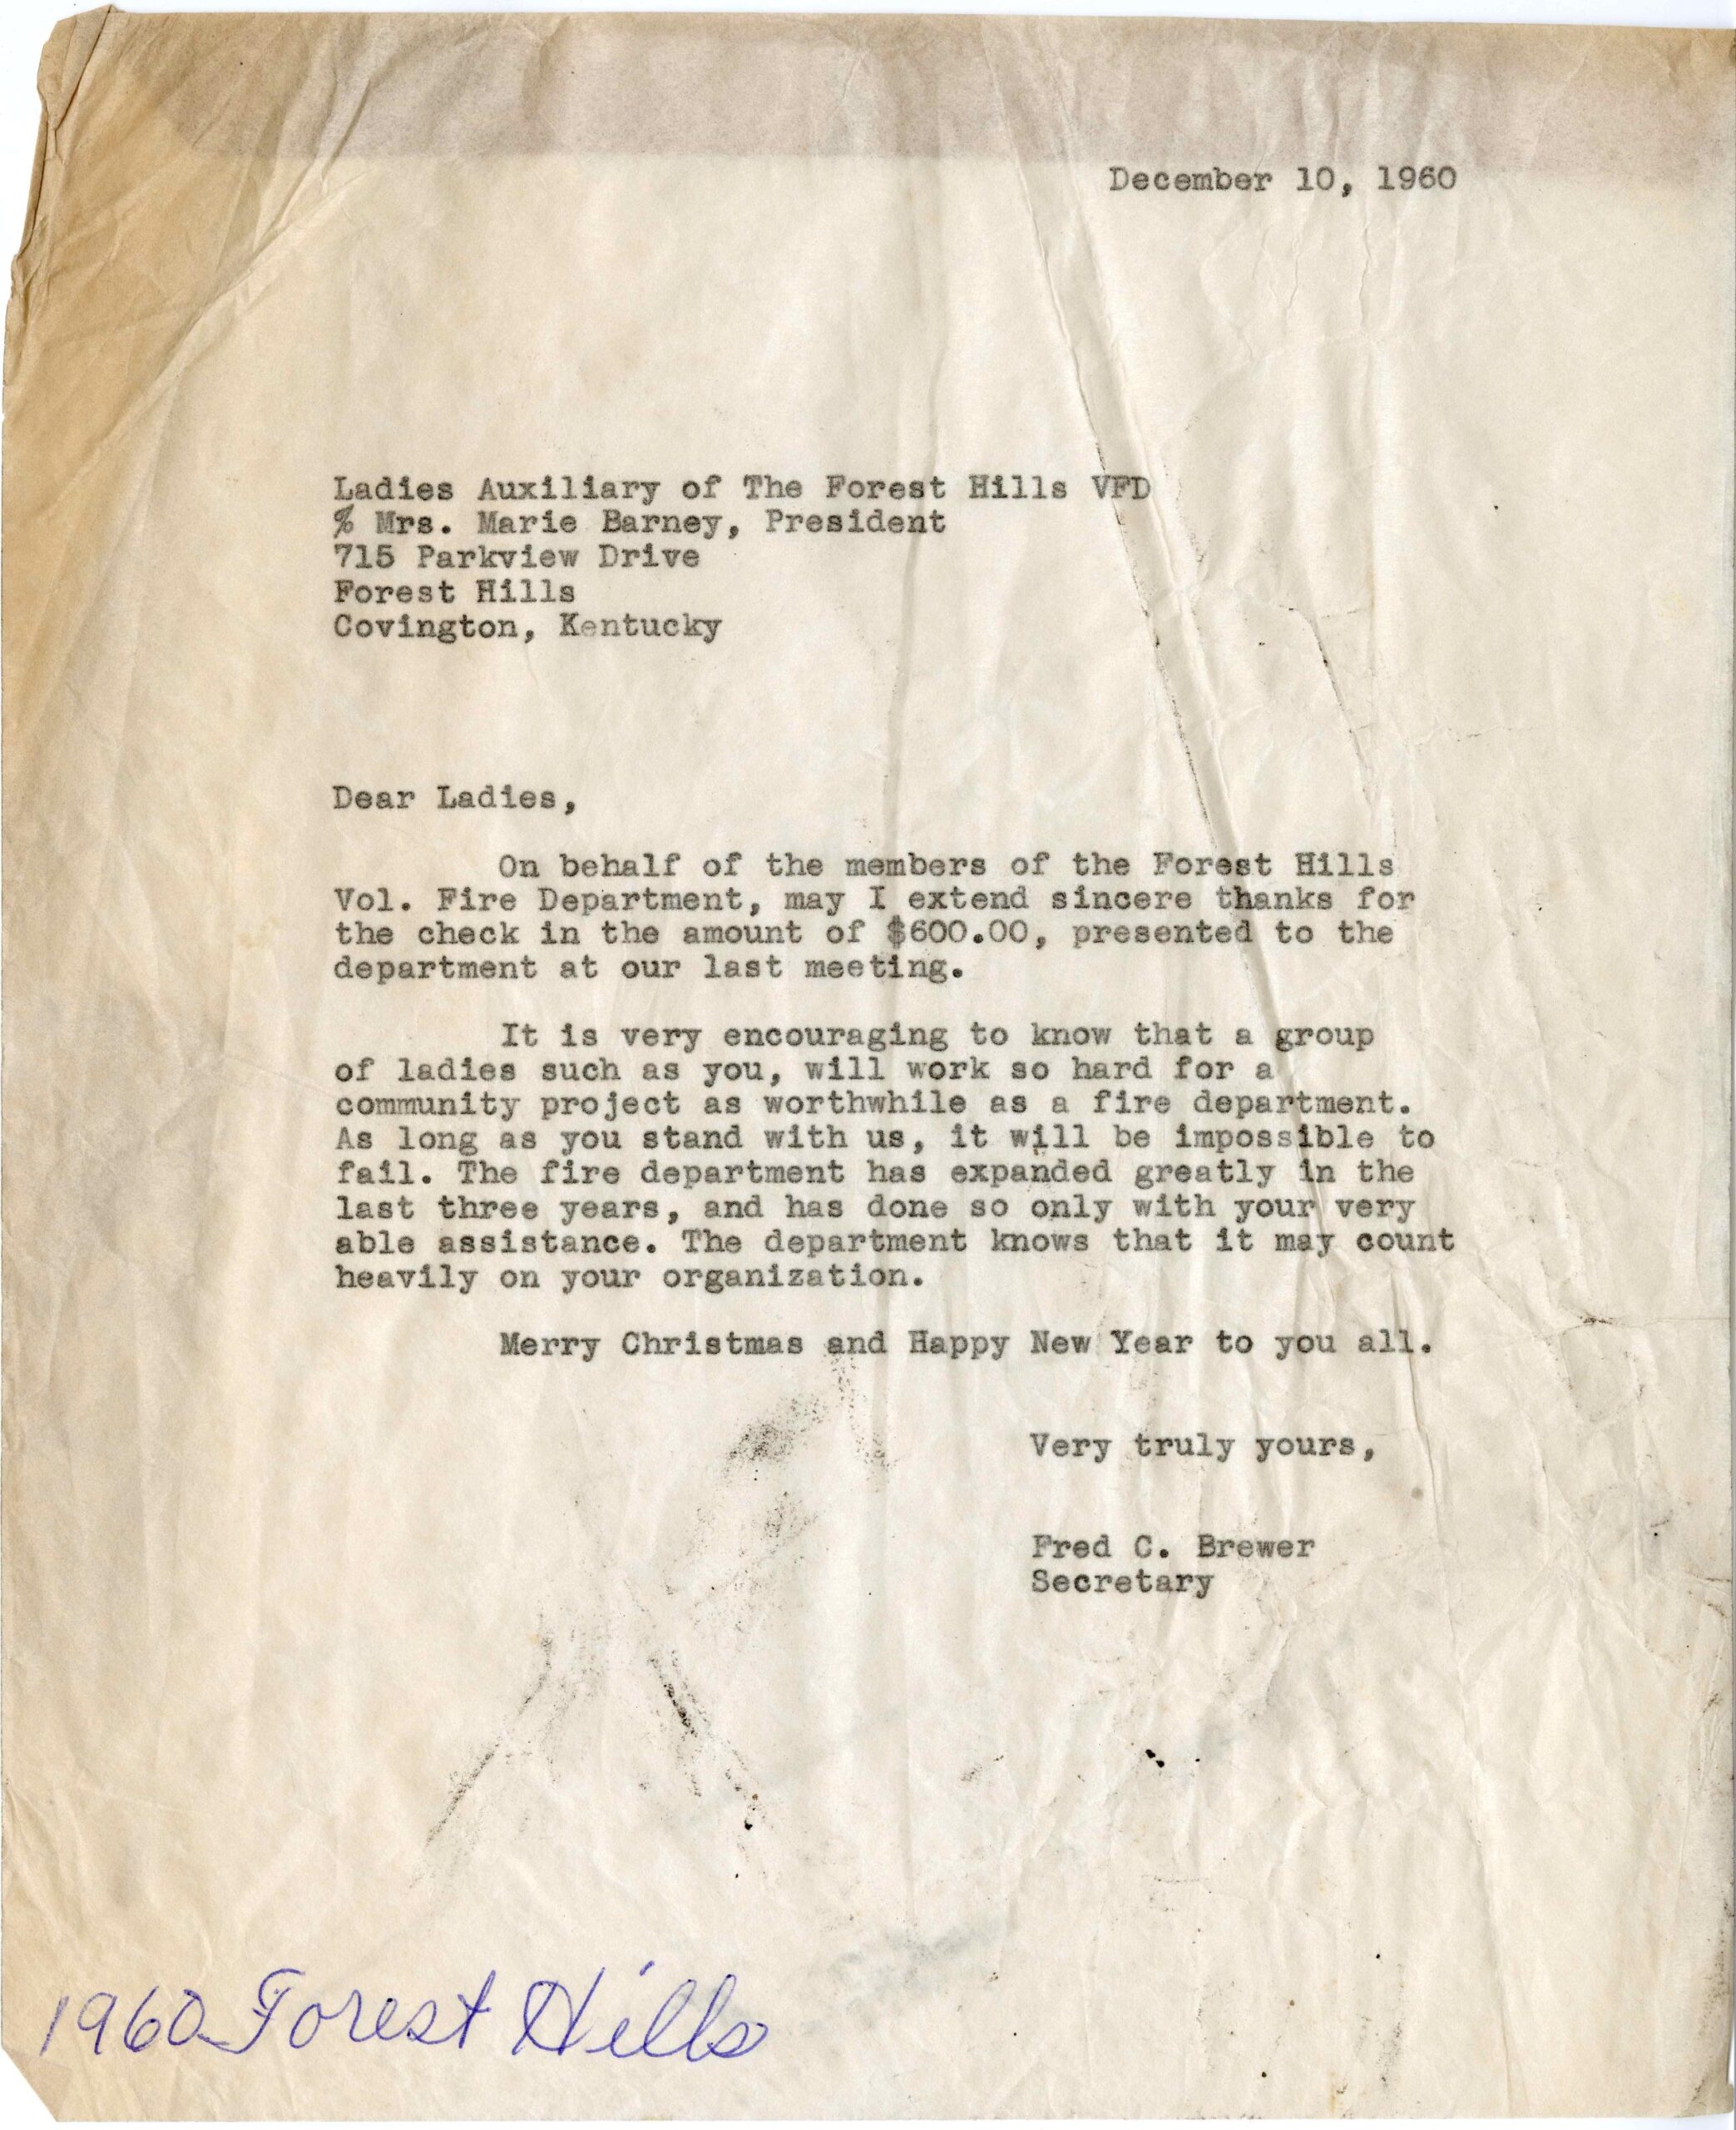 December 10, 1960
Ladies Auxiliary of The Forest Hills VFD
% Mrs. Marie Barney, President
715 Parkview Drive
Forest Hills
Covington, Kentucky
Dear Ladies,
On behalf of the members of the Forest Hills
Vol. Fire Department, may I extend sincere thanks for
the check in the amount of $600.00, presented to the
department at our last meeting.
It is very encouraging to know that a group
of ladies such as you, will work so hard for a
community project as worthwhile as a fire department.
As long as you stand with us, it will be impossible to
fail. The fire department has expanded greatly in the
last three years, and has done so only with your very
able assistance. The department knows that it may count
heavily on your organization.
Merry Christmas and Happy New Year to you all.
Very truly yours,
Fred C. Brewer
Secretary
1960 Forest Hills